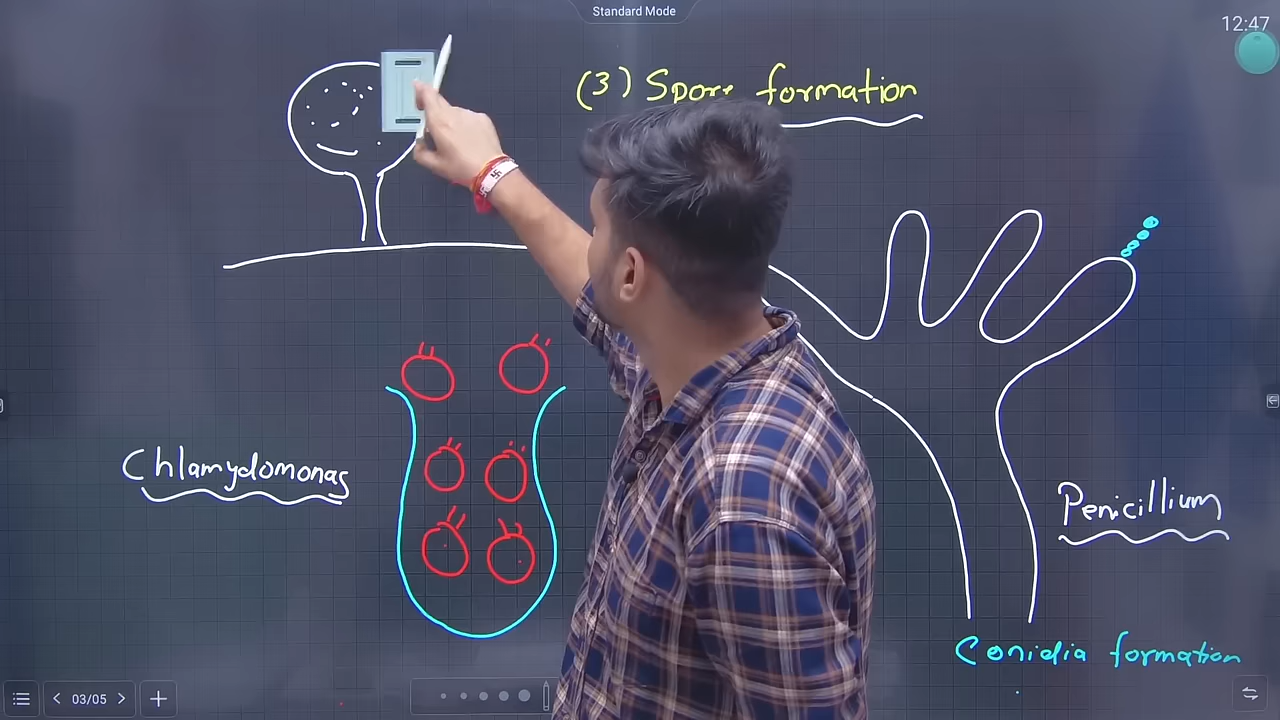 Standard Mode
12:47
(3) Spore formation
Chlamydomonas
Penicillium
Conidia formation
03/05